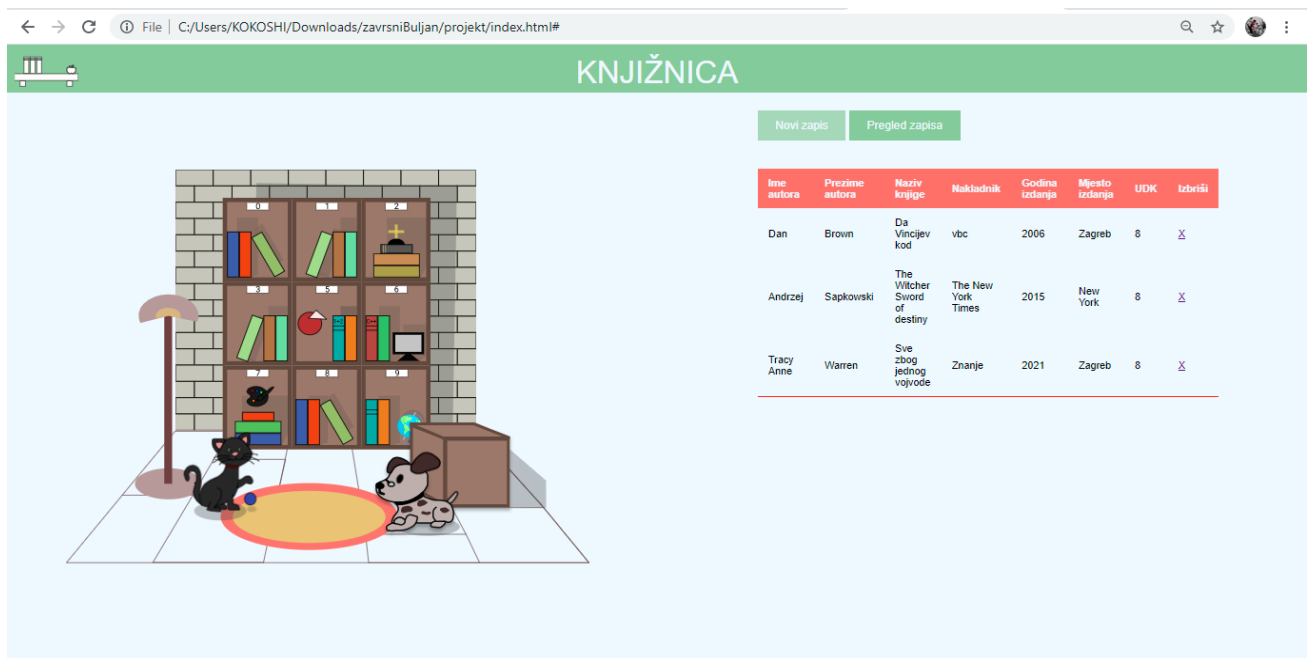 File | C:/Users/KOKOSHI/Downloads/zavrsniBuljan/projekt/index.html#
KNJIŽNICA
Novi zapis Pregled zapisa
Ime autora Prezime autora Naziv knjige Nakladnik Godina izdanja Mjesto izdanja UDK Izbriši
Dan Brown Da Vincijev kod vbc 2006 Zagreb 8 X
Andrzej Sapkowski The Witcher Sword of destiny The New York Times 2015 New York 8 X
Tracy Anne Warren Sve zbog jednog vojvode Znanje 2021 Zagreb 8 X
0 1 2
3 5 6
7 8 9